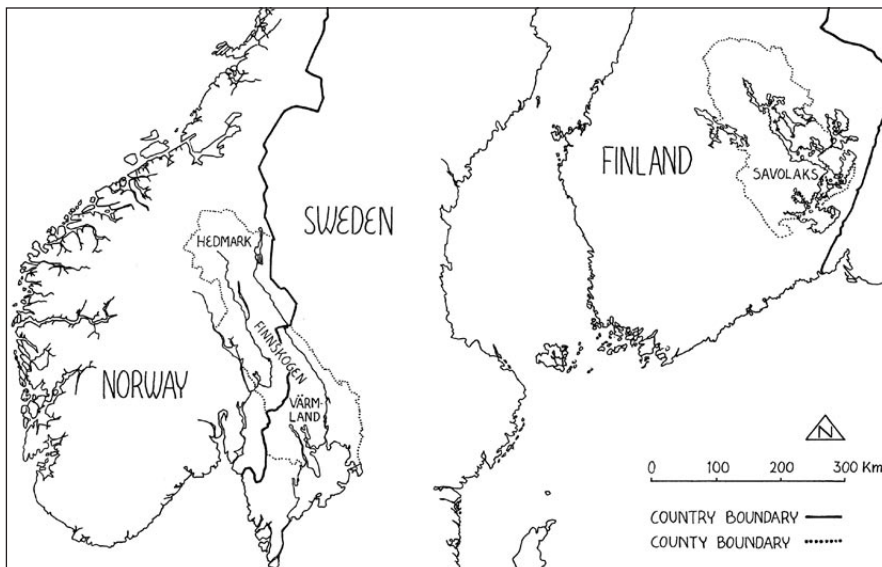 FINLAND
SAVOLAKS
SWEDEN
HEDMARK
FINNSKOGEN
NORWAY
VÄRM-
LAND
N
0 100 200 300 Km
COUNTRY BOUNDARY
COUNTY BOUNDARY